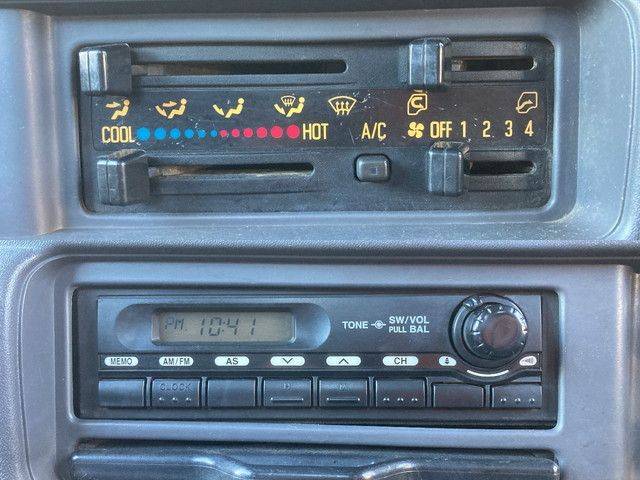 COOL HOT A/C OFF 1 2 3 4
PM 10:41
TONE SW/VOL
PULL BAL
MEMO AM/FM AS CH
CLOCK